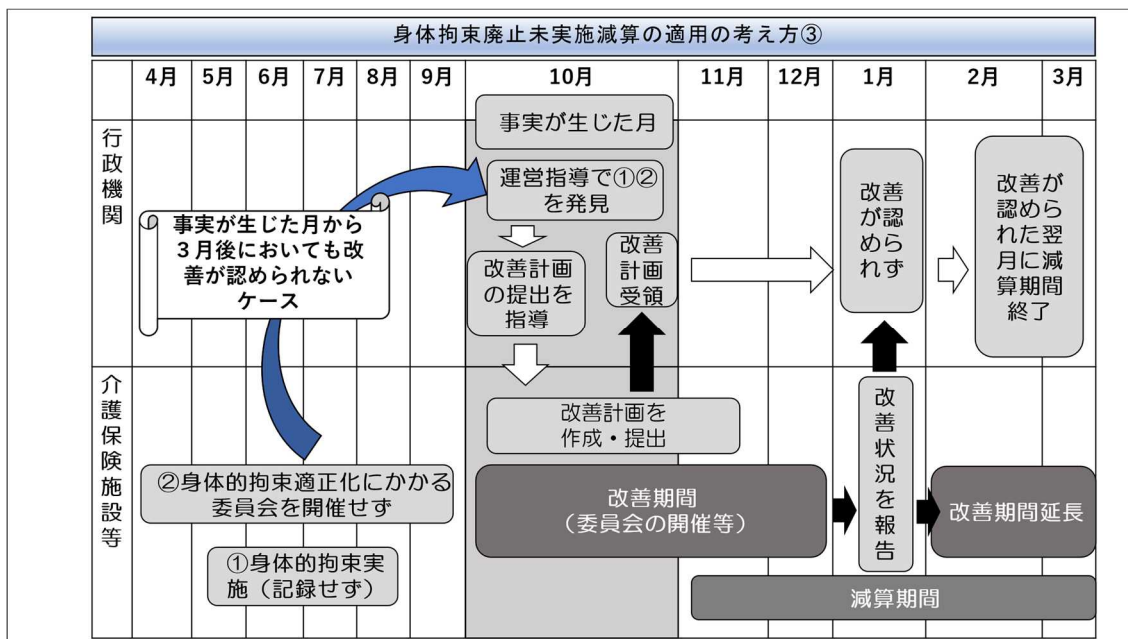 身体拘束廃止未実施減算の適用の考え方③
4月 5月 6月 7月 8月 9月 10月 11月 12月 1月 2月 3月
行政機関
事実が生じた月
運営指導で①②
を発見
事実が生じた月から
３月後においても改
善が認められない
ケース
改善計画
の提出を
指導
改善
計画
受領
改善
が認
めら
れず
改善が
認めら
れた翌
月に減
算期間
終了
介護保険施設等
改善計画を
作成・提出
②身体的拘束適正化にかかる
委員会を開催せず
①身体的拘束実
施（記録せず）
改善期間
（委員会の開催等）
改善状況を報告
改善期間延長
減算期間